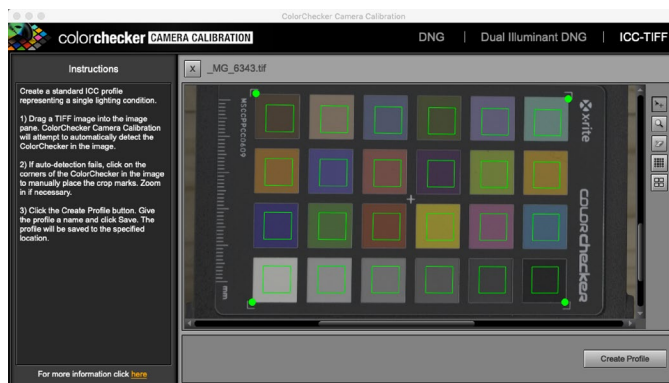 ColorChecker Camera Calibration
colorchecker CAMERA CALIBRATION
DNG | Dual Illuminant DNG | ICC-TIFF
Instructions
Create a standard ICC profile
representing a single lighting condition.
1) Drag a TIFF image into the image
pane. ColorChecker Camera Calibration
will attempt to automatically detect the
ColorChecker in the image.
2) If auto-detection fails, click on the
corners of the ColorChecker in the image
to manually place the crop marks. Zoom
in if necessary.
3) Click the Create Profile button. Give
the profile a name and click Save. The
profile will be saved to the specified
location.
For more information click here
X _MG_6343.tif
MSCCPPCC0609
mm
x-rite
colorchecker
Create Profile